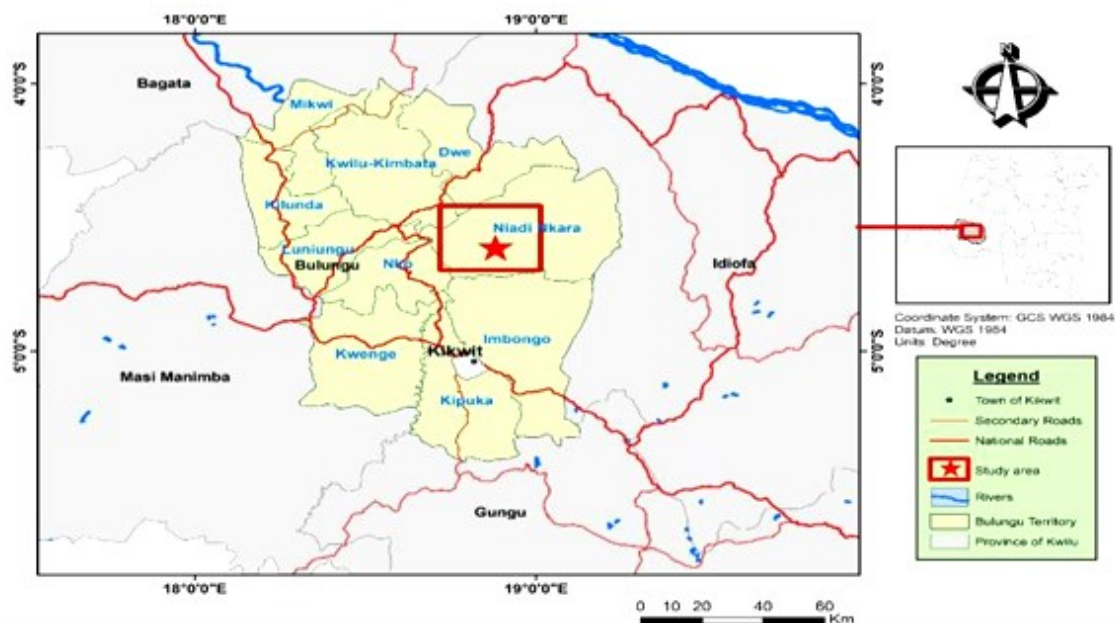 18°0'0"E 19°0'0"E
4°0'0"S 4°0'0"S
N
Bagata
Mikwi
Dwe
Kwilu-Kimbata
Kilunda
Niadi Nkara
Luniungu
Bulungu
Nko
Idiofa
Imbongo
Kwenge
Kikwit
5°0'0"S 5°0'0"S
Masi Manimba
Kipuka
Gungu
18°0'0"E 19°0'0"E
Coordinate System: GCS WGS 1984
Datum: WGS 1984
Units: Degree
Legend
Town of Kikwit
Secondary Roads
National Roads
Study area
Rivers
Bulungu Territory
Province of Kwilu
0 10 20 40 60
Km